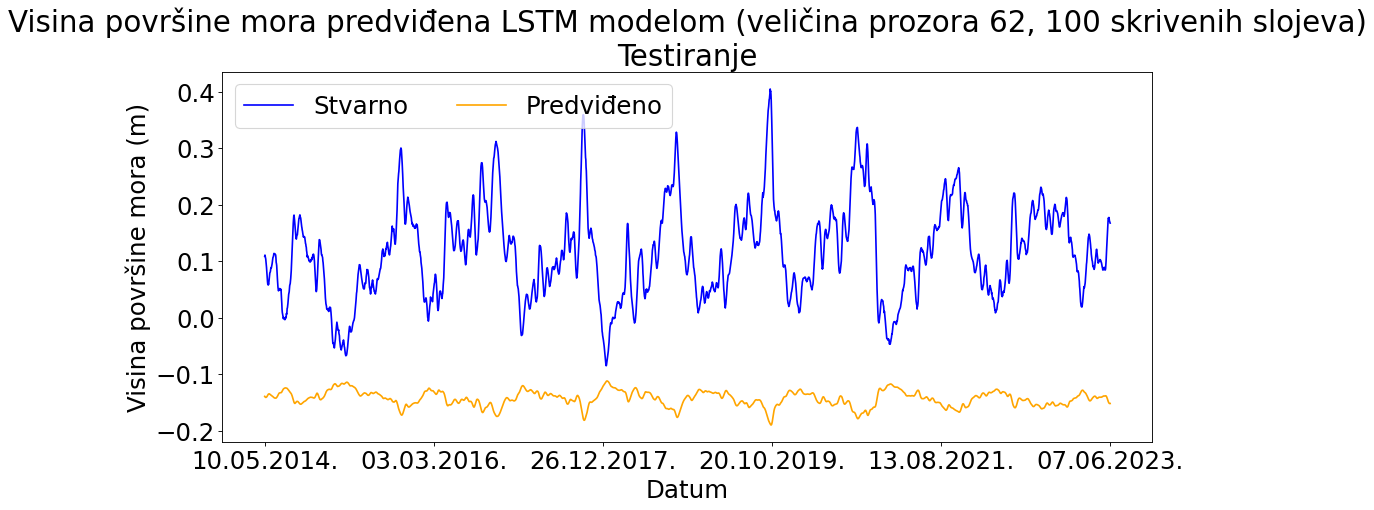 Visina površine mora predviđena LSTM modelom (veličina prozora 62, 100 skrivenih slojeva)
Testiranje
Stvarno Predviđeno
Visina površine mora (m)
0.4
0.3
0.2
0.1
0.0
−0.1
−0.2
10.05.2014. 03.03.2016. 26.12.2017. 20.10.2019. 13.08.2021. 07.06.2023.
Datum